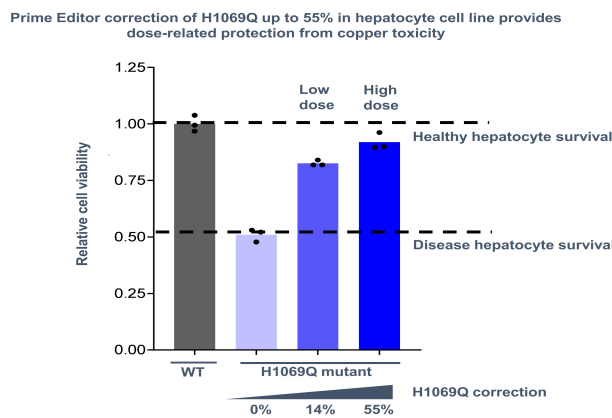 Prime Editor correction of H1069Q up to 55% in hepatocyte cell line provides
dose-related protection from copper toxicity
Relative cell viability
1.25
1.00
0.75
0.50
0.25
0.00
Low
dose
High
dose
Healthy hepatocyte survival
Disease hepatocyte survival
WT
H1069Q mutant
H1069Q correction
0%
14%
55%